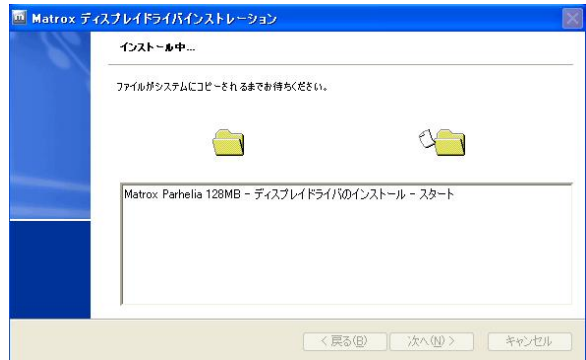 Matrox ディスプレイドライバインストレーション
インストール中...
ファイルがシステムにコピーされるまでお待ちください。
Matrox Parhelia 128MB - ディスプレイドライバのインストール - スタート
< 戻る(B)
次へ(N) >
キャンセル